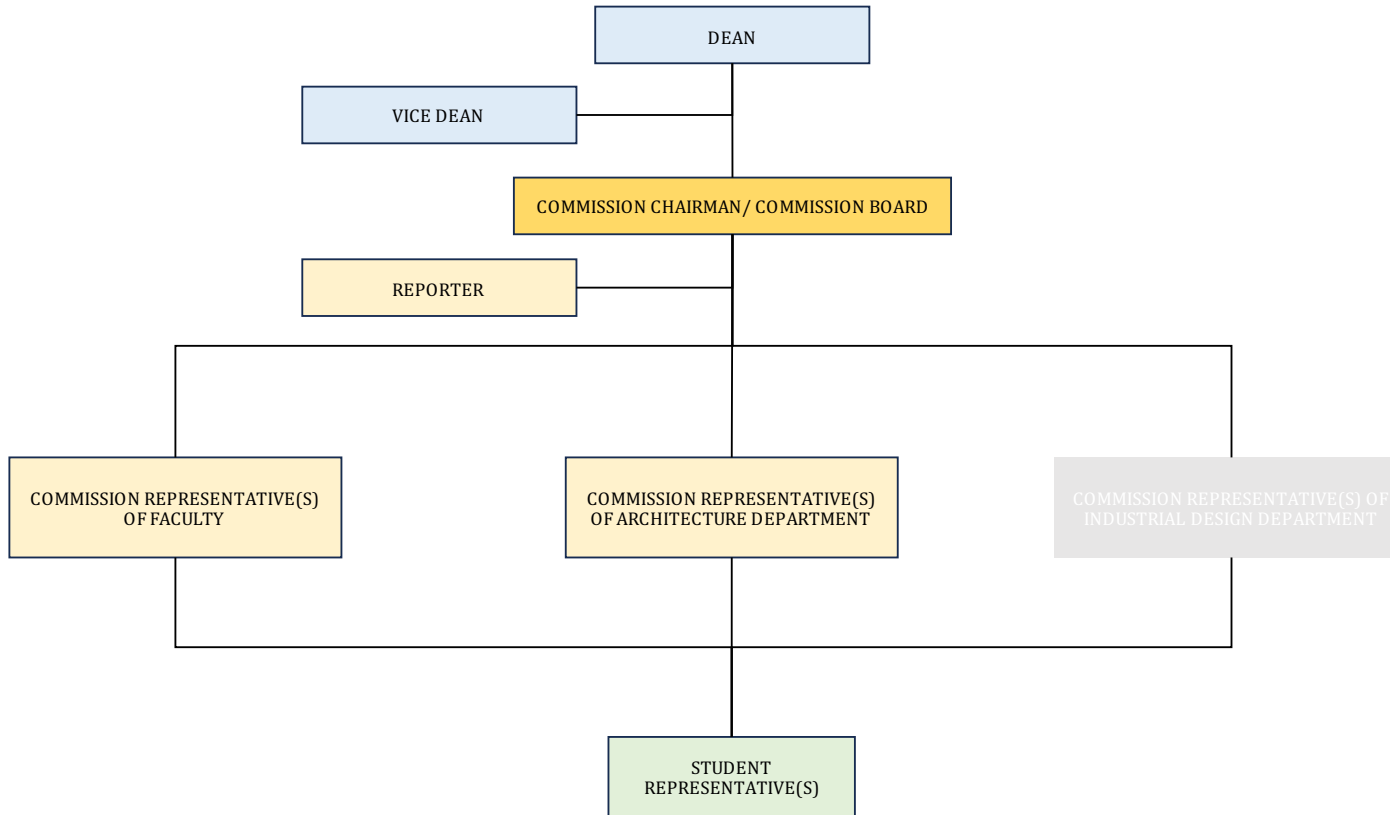 DEAN
VICE DEAN
COMMISSION CHAIRMAN/ COMMISSION BOARD
REPORTER
COMMISSION REPRESENTATIVE(S)
OF FACULTY
COMMISSION REPRESENTATIVE(S)
OF ARCHITECTURE DEPARTMENT
COMMISSION REPRESENTATIVE(S) OF
INDUSTRIAL DESIGN DEPARTMENT
STUDENT
REPRESENTATIVE(S)